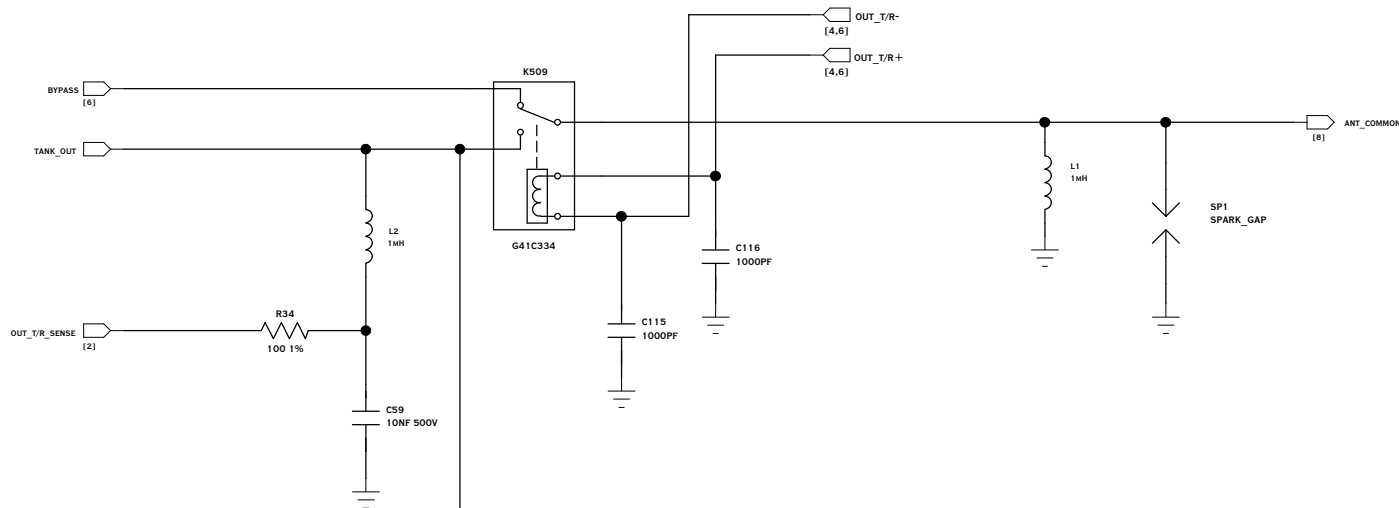 OUT_T/R-
[4,6]
OUT_T/R+
[4,6]
K509
BYPASS
[6]
ANT_COMMON
[8]
TANK_OUT
L1
1MH
SP1
SPARK_GAP
L2
1MH
G41C334
C116
1000PF
R34
OUT_T/R_SENSE
[2]
100 1%
C115
1000PF
C59
10NF 500V